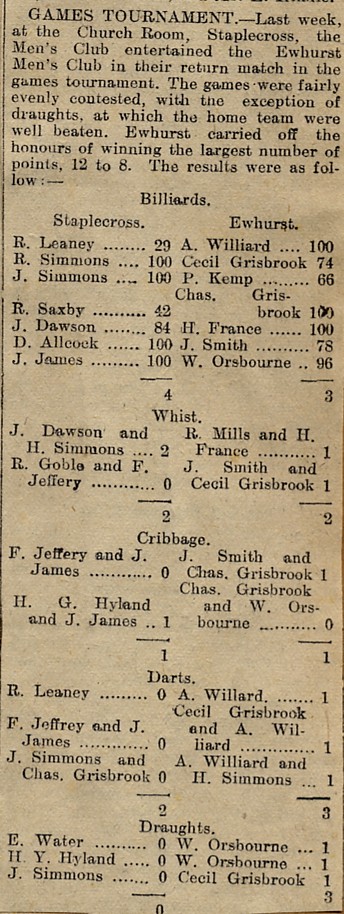 GAMES TOURNAMENT.—Last week,
at the Church Room, Staplecross, the
Men's Club entertained the Ewhurst
Men's Club in their return match in the
games tournament. The games were fairly
evenly contested, with the exception of
draughts, at which the home team were
well beaten. Ewhurst carried off the
honours of winning the largest number of
points, 12 to 8. The results were as fol-
low:—
Billiards.
Staplecross. Ewhurst.
R. Leaney ........ 29 A. Williard .... 100
R. Simmons .... 100 Cecil Grisbrook 74
J. Simmons .... 100 P. Kemp ......... 66
Chas. Gris-
R. Saxby .......... 42 brook 100
J. Dawson ........ 84 H. France ...... 100
D. Allcock ...... 100 J. Smith ......... 78
J. James ......... 100 W. Orsbourne .. 96
4 3
Whist.
J. Dawson and R. Mills and H.
H. Simmons .... 2 France ........... 1
R. Goble and F. J. Smith and
Jeffery ........... 0 Cecil Grisbrook 1
2 2
Cribbage.
F. Jeffery and J. J. Smith and
James ............ 0 Chas. Grisbrook 1
Chas. Grisbrook
H. G. Hyland and W. Ors-
and J. James .. 1 bourne .......... 0
1 1
Darts.
R. Leaney ......... 0 A. Willard. ....... 1
Cecil Grisbrook
F. Jeffrey and J. and A. Wil-
James ............ 0 liard ............. 1
J. Simmons and A. Williard and
Chas. Grisbrook 0 H. Simmons ... 1
2 3
Draughts.
E. Water .......... 0 W. Orsbourne ... 1
H. Y. Hyland ..... 0 W. Orsbourne ... 1
J. Simmons ....... 0 Cecil Grisbrook 1
0 3